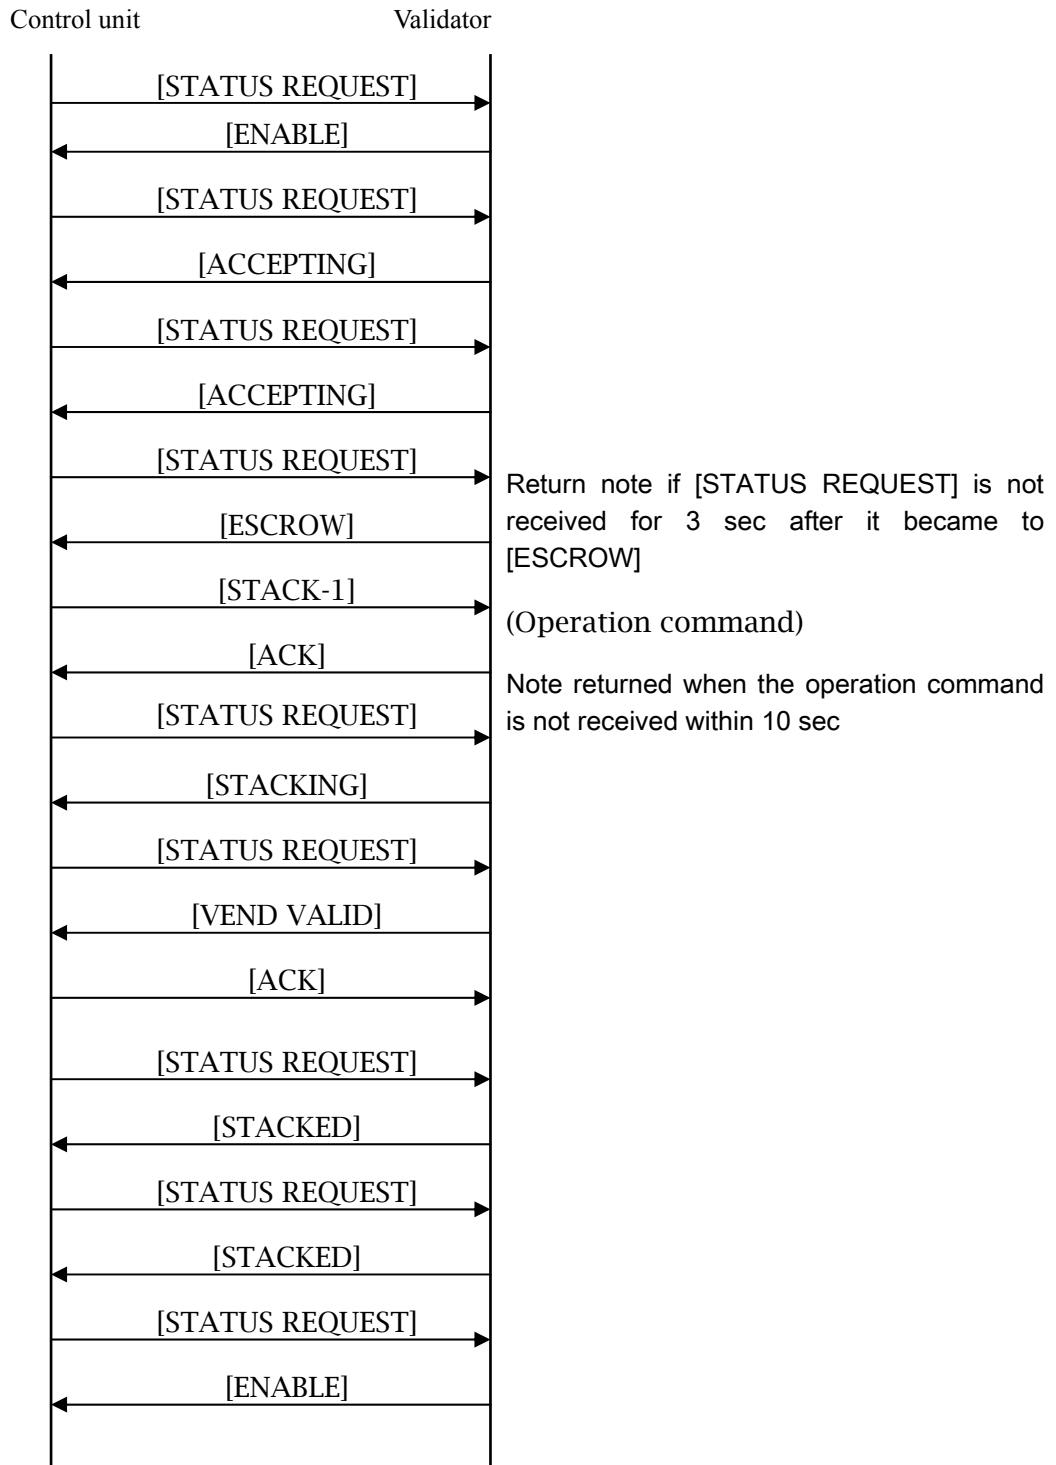 Control unit
Validator
[STATUS REQUEST]
[ENABLE]
[STATUS REQUEST]
[ACCEPTING]
[STATUS REQUEST]
[ACCEPTING]
[STATUS REQUEST]
Return note if [STATUS REQUEST] is not
received for 3 sec after it became to
[ESCROW]
[ESCROW]
[STACK-1]
(Operation command)
[ACK]
Note returned when the operation command
is not received within 10 sec
[STATUS REQUEST]
[STACKING]
[STATUS REQUEST]
[VEND VALID]
[ACK]
[STATUS REQUEST]
[STACKED]
[STATUS REQUEST]
[STACKED]
[STATUS REQUEST]
[ENABLE]